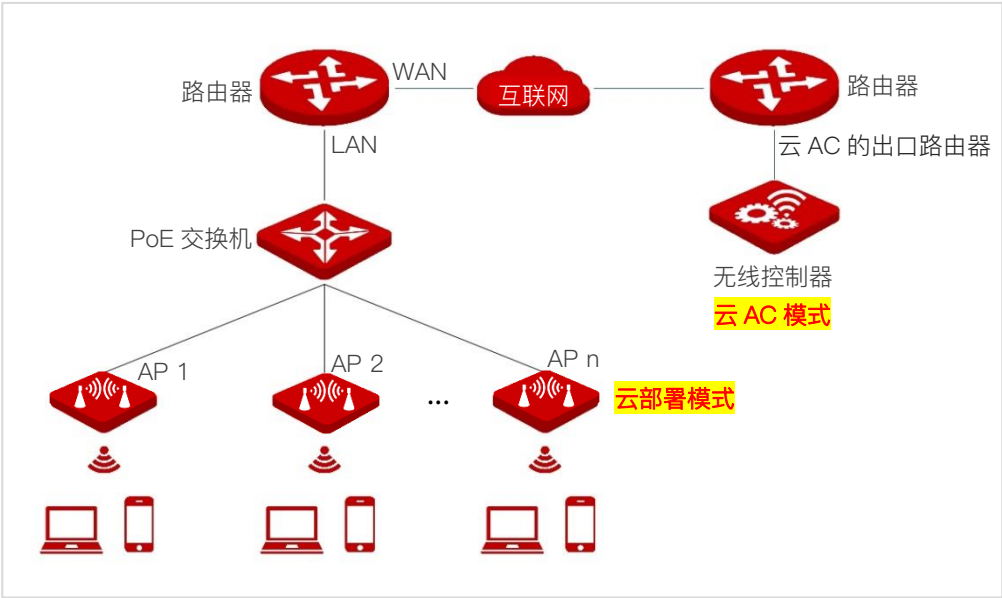 路由器
WAN
互联网
路由器
LAN
云 AC 的出口路由器
PoE 交换机
无线控制器
云 AC 模式
AP 1
AP 2
AP n
...
云部署模式